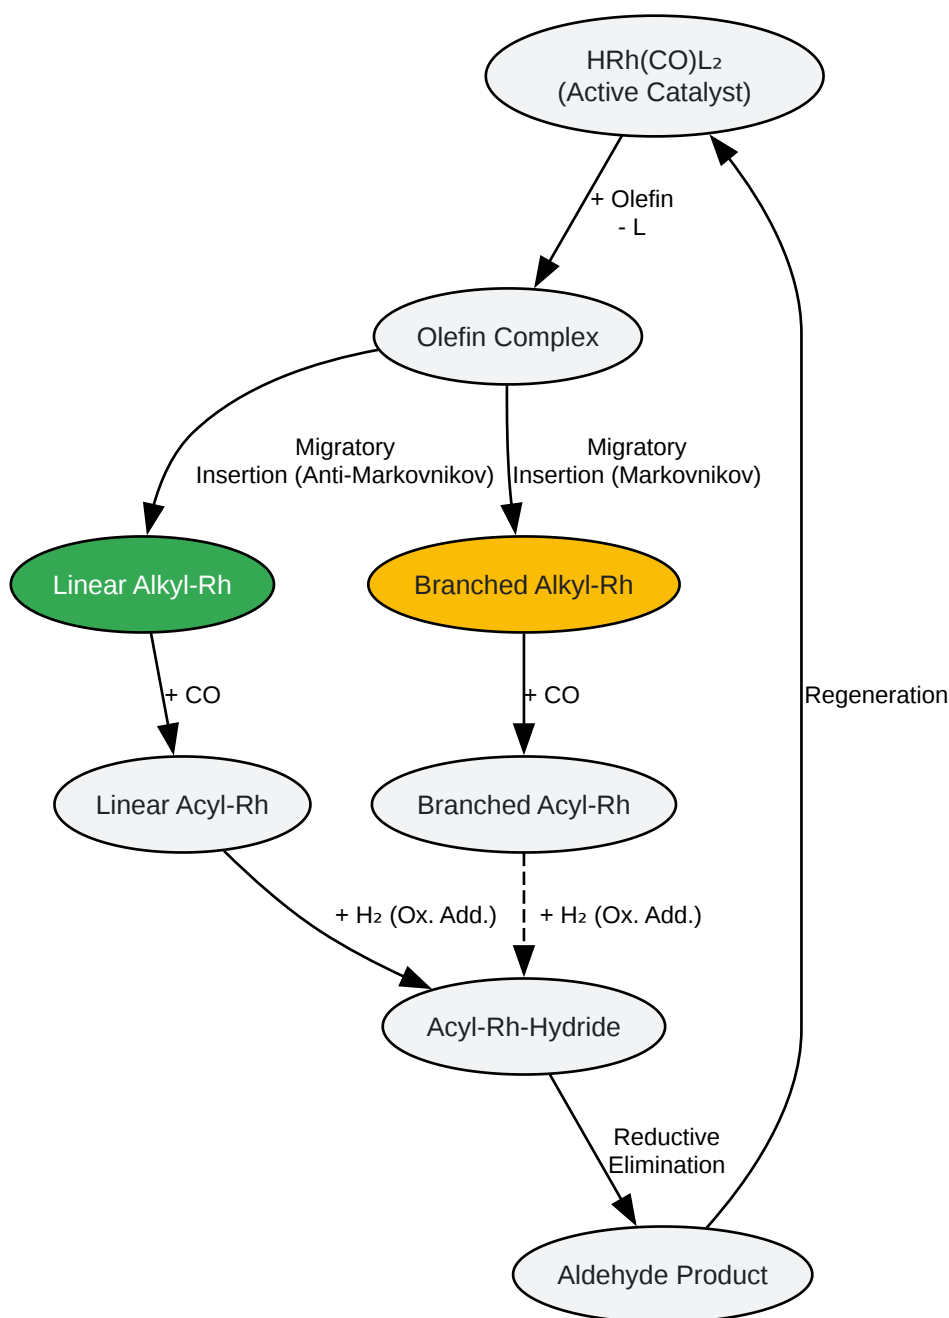 HRh(CO)L₂
(Active Catalyst)
+ Olefin
- L
Olefin Complex
Migratory
Insertion (Anti-Markovnikov)
Migratory
Insertion (Markovnikov)
Linear Alkyl-Rh
Branched Alkyl-Rh
+ CO
+ CO
Regeneration
Linear Acyl-Rh
Branched Acyl-Rh
+ H₂ (Ox. Add.)
+ H₂ (Ox. Add.)
Acyl-Rh-Hydride
Reductive
Elimination
Aldehyde Product